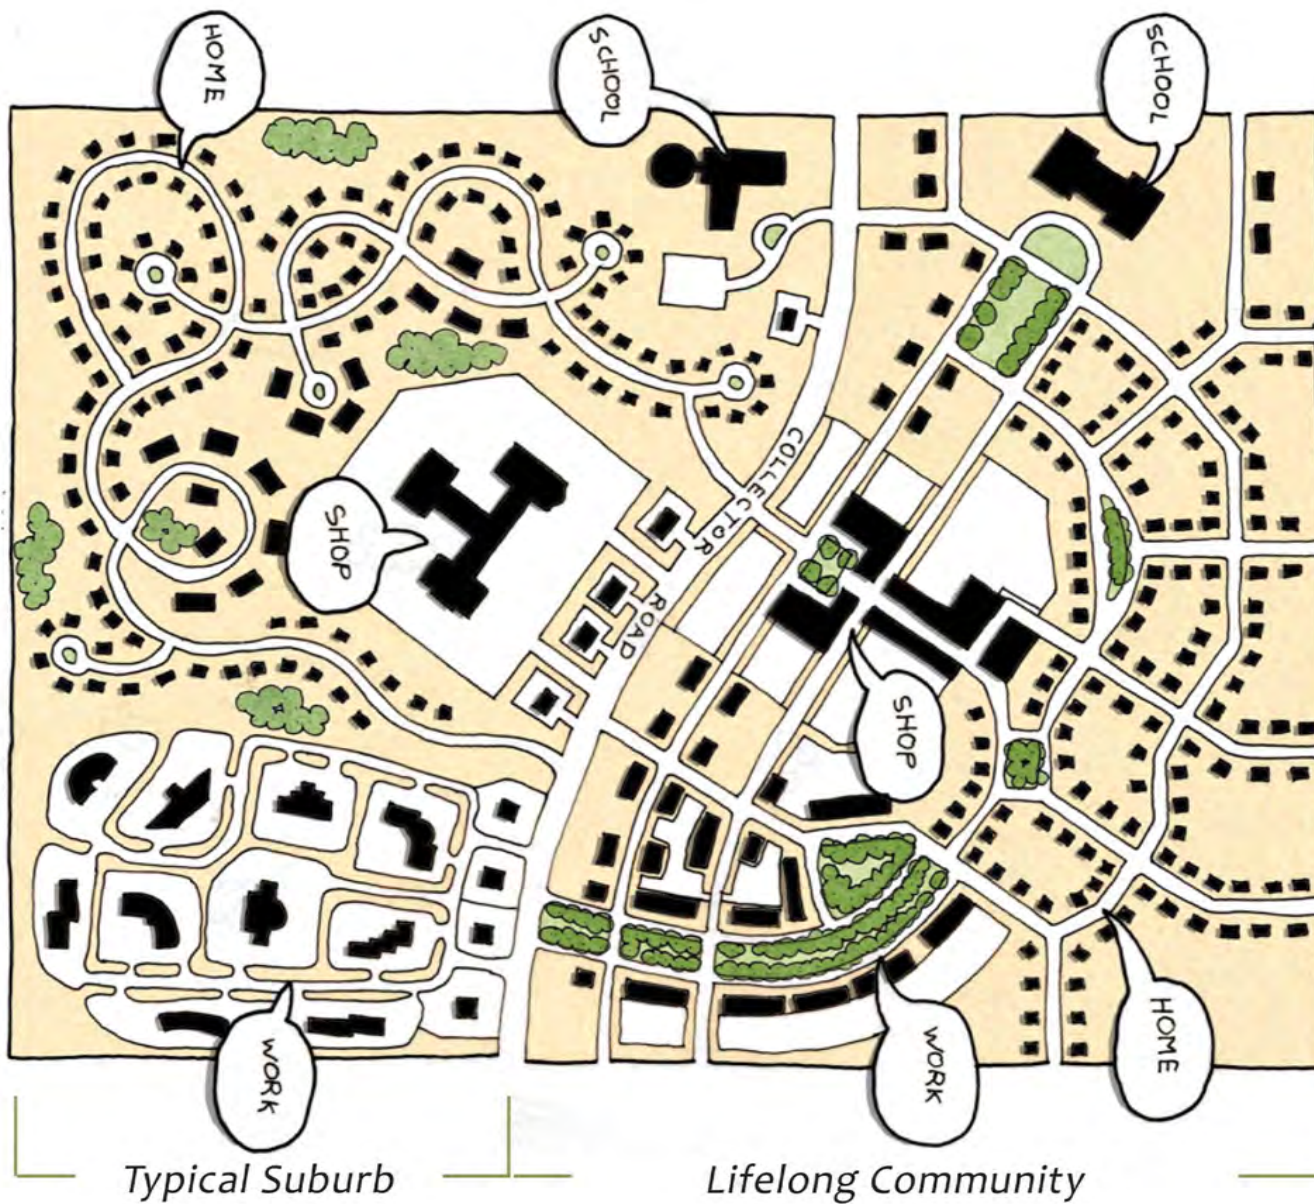 HOME
SCHOOL
SCHOOL
COLLECTOR ROAD
SHOP
SHOP
WORK
WORK
HOME
Typical Suburb
Lifelong Community